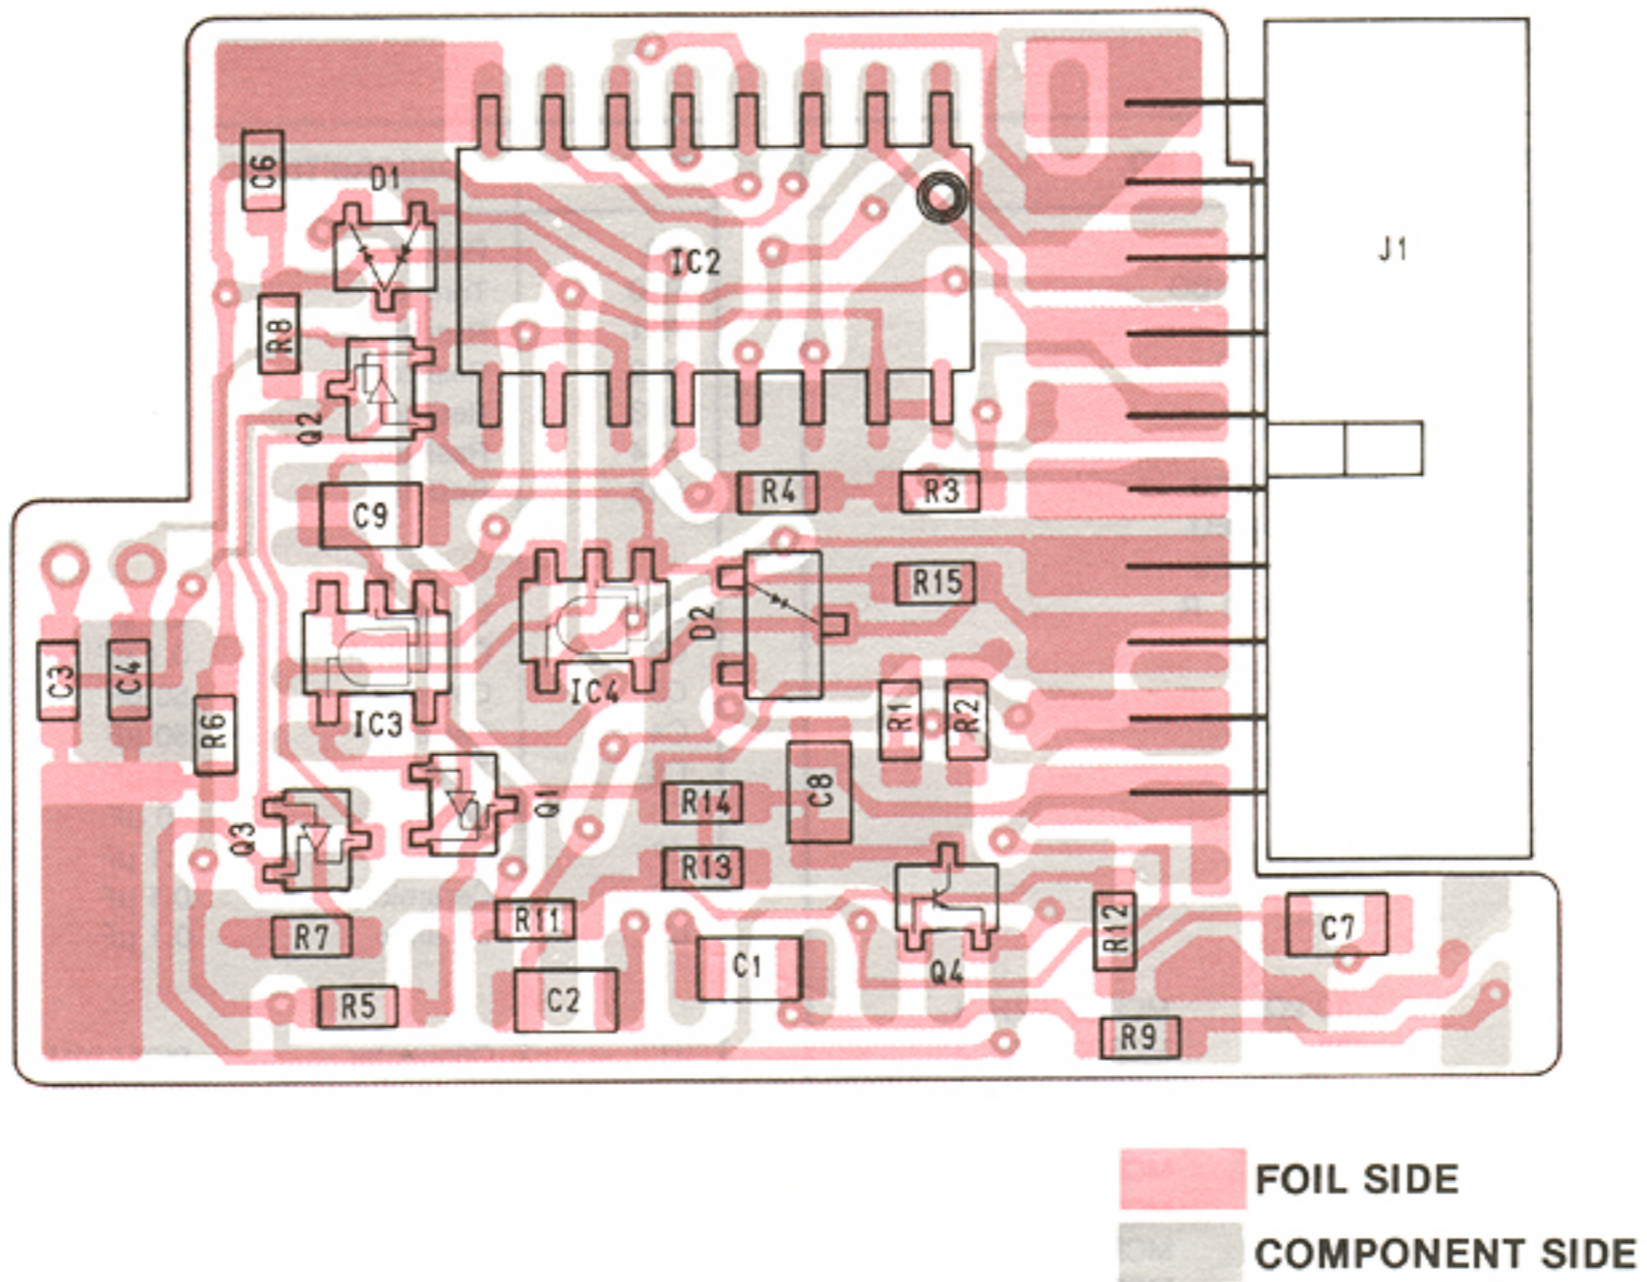 C6
D1
IC2
J1
R8
Q2
C9
R4
R3
R15
D2
C3
C4
R6
IC3
IC4
R1
R2
Q3
Q1
R14
C8
R13
R7
R11
R12
C7
R5
C2
C1
Q4
R9
FOIL SIDE
COMPONENT SIDE